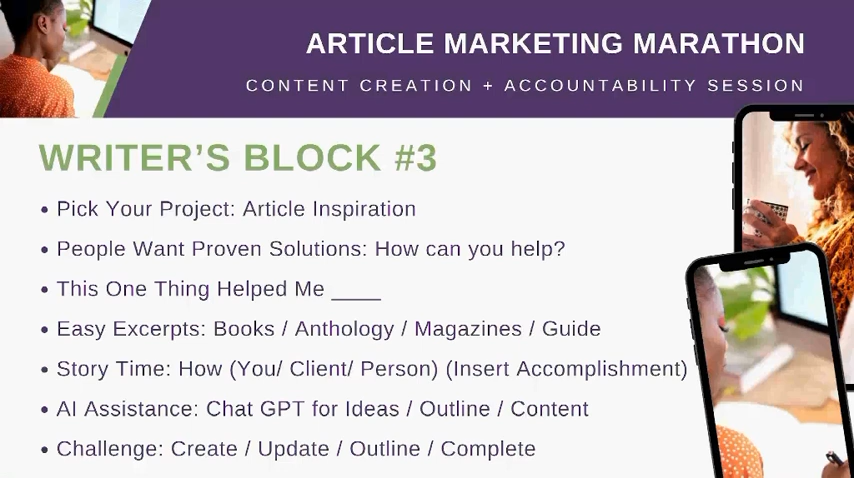 ARTICLE MARKETING MARATHON
CONTENT CREATION + ACCOUNTABILITY SESSION
WRITER'S BLOCK #3
• Pick Your Project: Article Inspiration
• People Want Proven Solutions: How can you help?
• This One Thing Helped Me ____
• Easy Excerpts: Books / Anthology / Magazines / Guide
• Story Time: How (You/ Client/ Person) (Insert Accomplishment)
• AI Assistance: Chat GPT for Ideas / Outline / Content
• Challenge: Create / Update / Outline / Complete